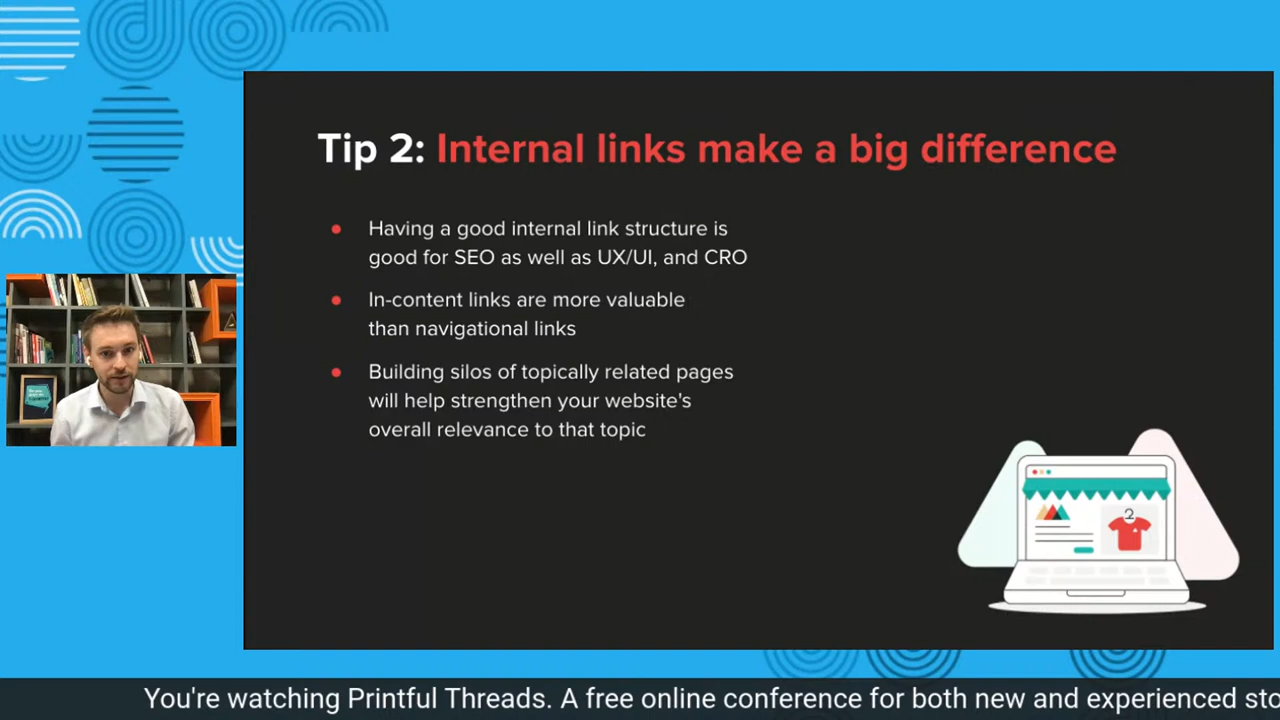 Tip 2: Internal links make a big difference
● Having a good internal link structure is
good for SEO as well as UX/UI, and CRO
● In-content links are more valuable
than navigational links
● Building silos of topically related pages
will help strengthen your website's
overall relevance to that topic
You're watching Printful Threads. A free online conference for both new and experienced sto